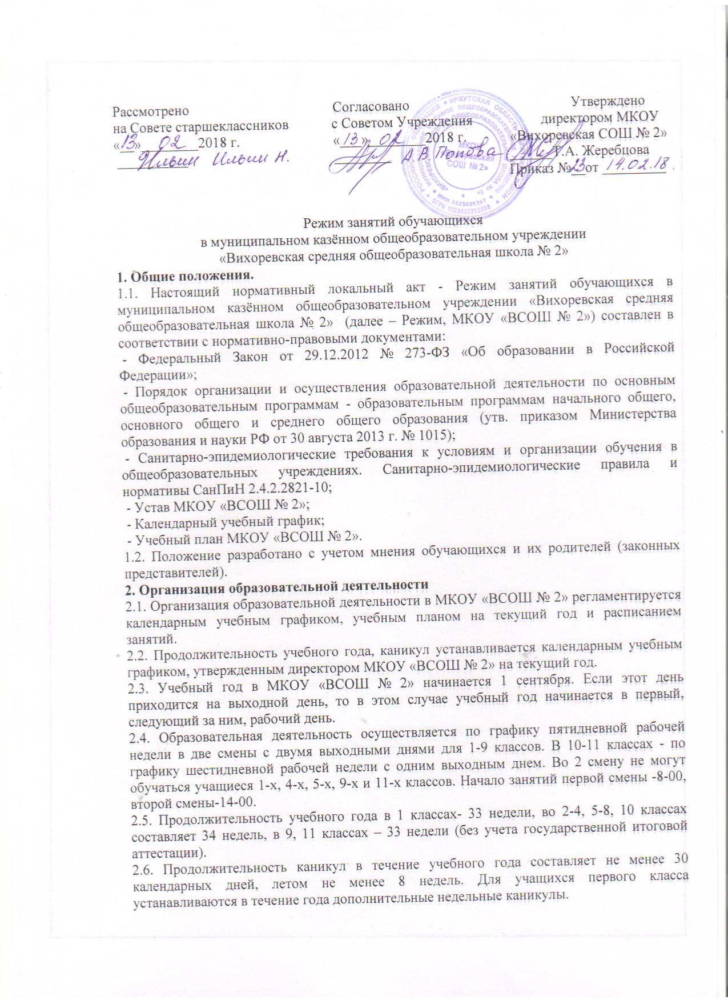 Рассмотрено
на Совете старшеклассников
«13» 02 2018 г.
Ильин Ильин Н.
Согласовано
с Советом Учреждения
«13» 02 2018 г.
А.В. Попова
Утверждено
директором МКОУ
«Вихоревская СОШ № 2»
Т.А. Жеребцова
Приказ № 23 от 14.02.18.
РОССИЙСКАЯ ФЕДЕРАЦИЯ • ИРКУТСКАЯ ОБЛАСТЬ
ОГРН 1023802313356
ИНН 3823001397
МКОУ
«Вихоревская
СОШ № 2»
Режим занятий обучающихся
в муниципальном казённом общеобразовательном учреждении
«Вихоревская средняя общеобразовательная школа № 2»
1. Общие положения.
1.1. Настоящий нормативный локальный акт - Режим занятий обучающихся в
муниципальном казённом общеобразовательном учреждении «Вихоревская средняя
общеобразовательная школа № 2» (далее – Режим, МКОУ «ВСОШ № 2») составлен в
соответствии с нормативно-правовыми документами:
- Федеральный Закон от 29.12.2012 № 273-ФЗ «Об образовании в Российской
Федерации»;
- Порядок организации и осуществления образовательной деятельности по основным
общеобразовательным программам - образовательным программам начального общего,
основного общего и среднего общего образования (утв. приказом Министерства
образования и науки РФ от 30 августа 2013 г. № 1015);
- Санитарно-эпидемиологические требования к условиям и организации обучения в
общеобразовательных учреждениях. Санитарно-эпидемиологические правила и
нормативы СанПиН 2.4.2.2821-10;
- Устав МКОУ «ВСОШ № 2»;
- Календарный учебный график;
- Учебный план МКОУ «ВСОШ № 2».
1.2. Положение разработано с учетом мнения обучающихся и их родителей (законных
представителей).
2. Организация образовательной деятельности
2.1. Организация образовательной деятельности в МКОУ «ВСОШ № 2» регламентируется
календарным учебным графиком, учебным планом на текущий год и расписанием
занятий.
2.2. Продолжительность учебного года, каникул устанавливается календарным учебным
графиком, утвержденным директором МКОУ «ВСОШ № 2» на текущий год.
2.3. Учебный год в МКОУ «ВСОШ № 2» начинается 1 сентября. Если этот день
приходится на выходной день, то в этом случае учебный год начинается в первый,
следующий за ним, рабочий день.
2.4. Образовательная деятельность осуществляется по графику пятидневной рабочей
недели в две смены с двумя выходными днями для 1-9 классов. В 10-11 классах - по
графику шестидневной рабочей недели с одним выходным днем. Во 2 смену не могут
обучаться учащиеся 1-х, 4-х, 5-х, 9-х и 11-х классов. Начало занятий первой смены -8-00,
второй смены-14-00.
2.5. Продолжительность учебного года в 1 классах- 33 недели, во 2-4, 5-8, 10 классах
составляет 34 недель, в 9, 11 классах – 33 недели (без учета государственной итоговой
аттестации).
2.6. Продолжительность каникул в течение учебного года составляет не менее 30
календарных дней, летом не менее 8 недель. Для учащихся первого класса
устанавливаются в течение года дополнительные недельные каникулы.